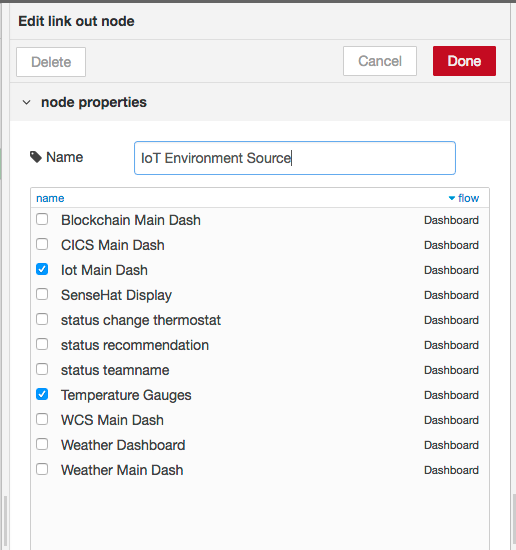 Edit link out node
Delete Cancel Done
node properties
Name IoT Environment Source
name flow
Blockchain Main Dash Dashboard
CICS Main Dash Dashboard
Iot Main Dash Dashboard
SenseHat Display Dashboard
status change thermostat Dashboard
status recommendation Dashboard
status teamname Dashboard
Temperature Gauges Dashboard
WCS Main Dash Dashboard
Weather Dashboard Dashboard
Weather Main Dash Dashboard